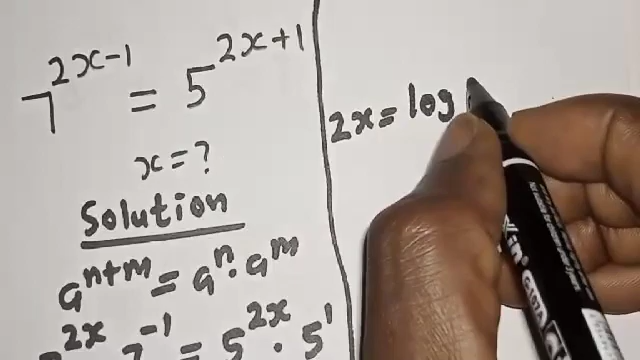 7^{2x-1} = 5^{2x+1}
x = ?
Solution
a^{n+m} = a^n · a^m
7^{2x} · 7^{-1} = 5^{2x} · 5^1
2x = log